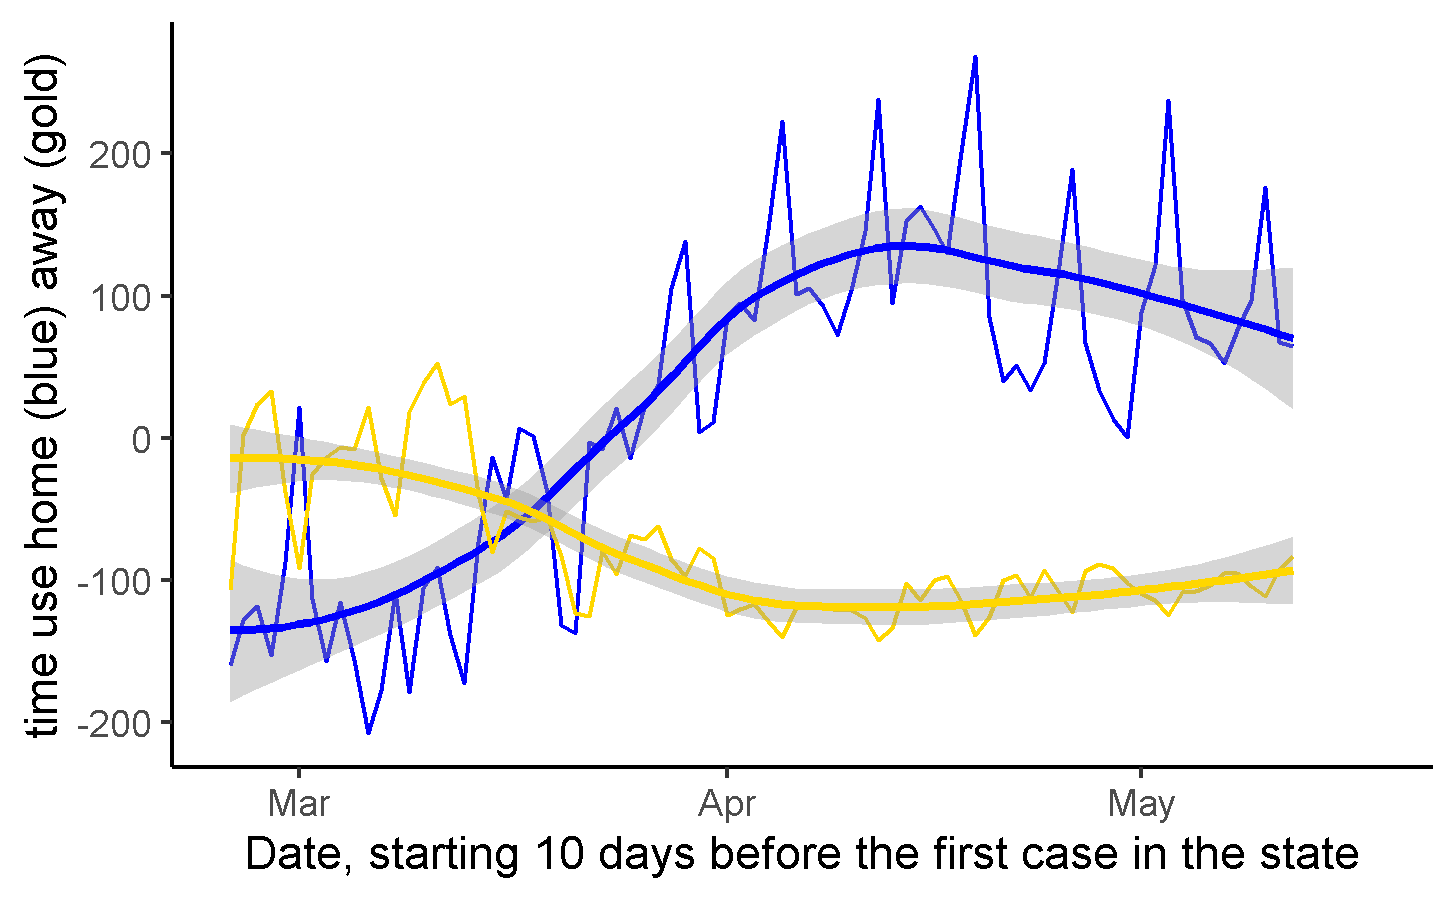 time use home (blue) away (gold)
200
100
0
-100
-200
Mar Apr May
Date, starting 10 days before the first case in the state